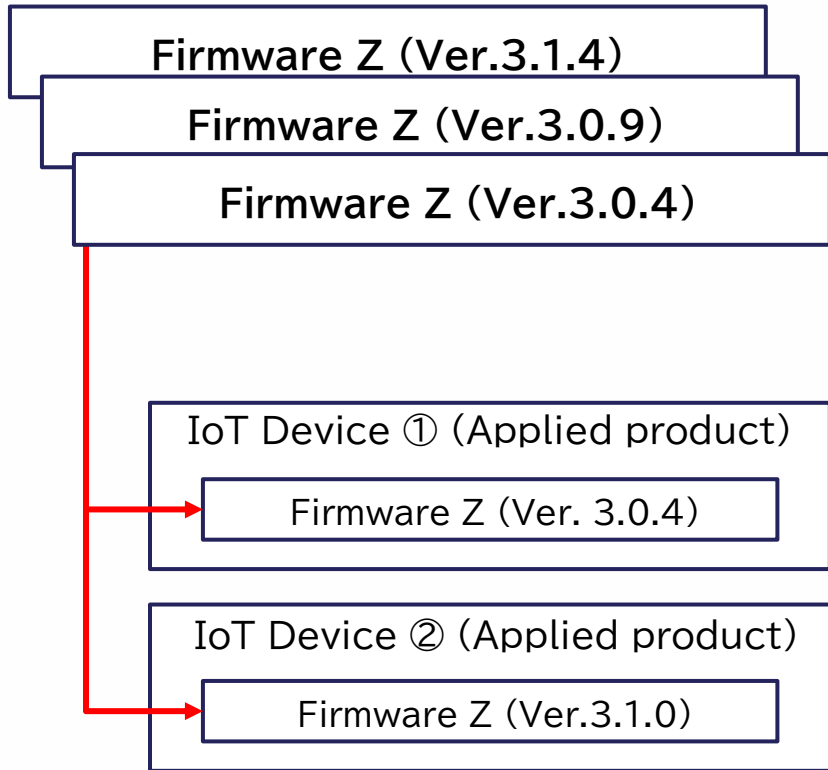 Firmware Z (Ver.3.1.4)
Firmware Z (Ver.3.0.9)
Firmware Z (Ver.3.0.4)
IoT Device ① (Applied product)
Firmware Z (Ver. 3.0.4)
IoT Device ② (Applied product)
Firmware Z (Ver.3.1.0)